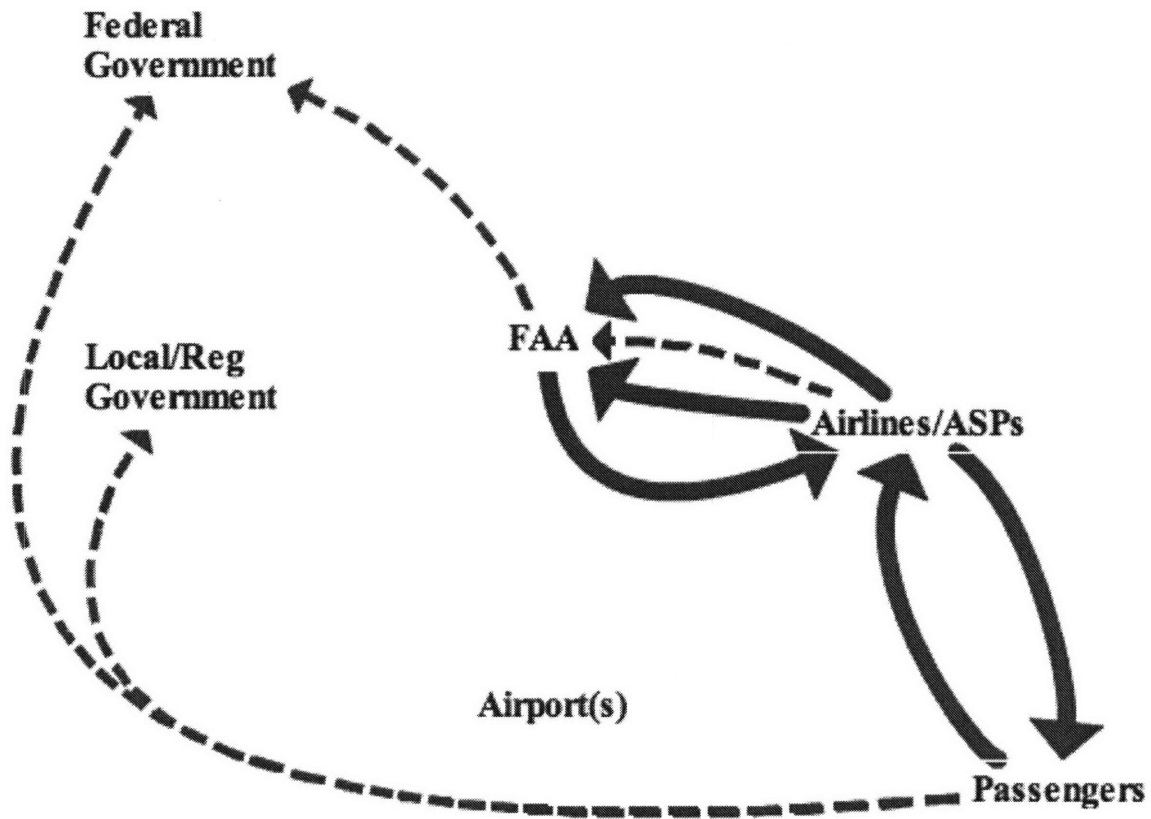 Federal
Government
FAA
Local/Reg
Government
Airlines/ASPs
Airport(s)
Passengers